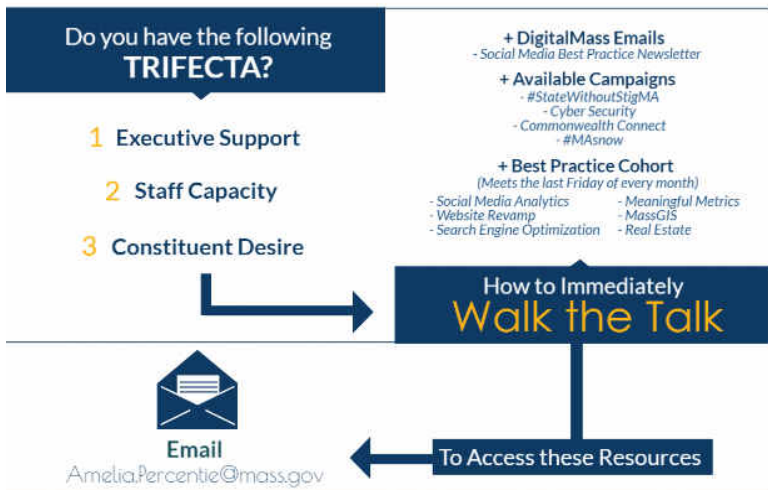 Do you have the following
TRIFECTA?
1 Executive Support
2 Staff Capacity
3 Constituent Desire
+ DigitalMass Emails
- Social Media Best Practice Newsletter
+ Available Campaigns
- #StateWithoutStigMA
- Cyber Security
- Commonwealth Connect
- #MAsnow
+ Best Practice Cohort
(Meets the last Friday of every month)
- Social Media Analytics
- Website Revamp
- Search Engine Optimization
- Meaningful Metrics
- MassGIS
- Real Estate
How to Immediately
Walk the Talk
To Access these Resources
Email
Amelia.Percentie@mass.gov